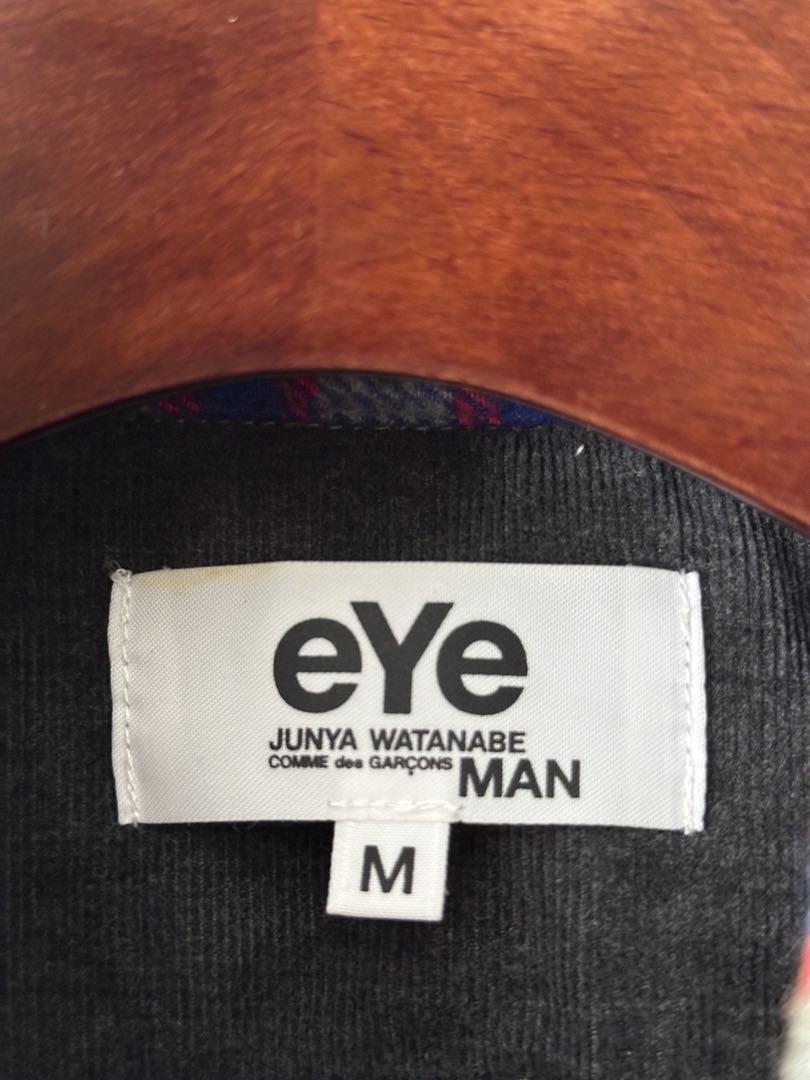 eYe
JUNYA WATANABE
COMME des GARÇONS MAN
M